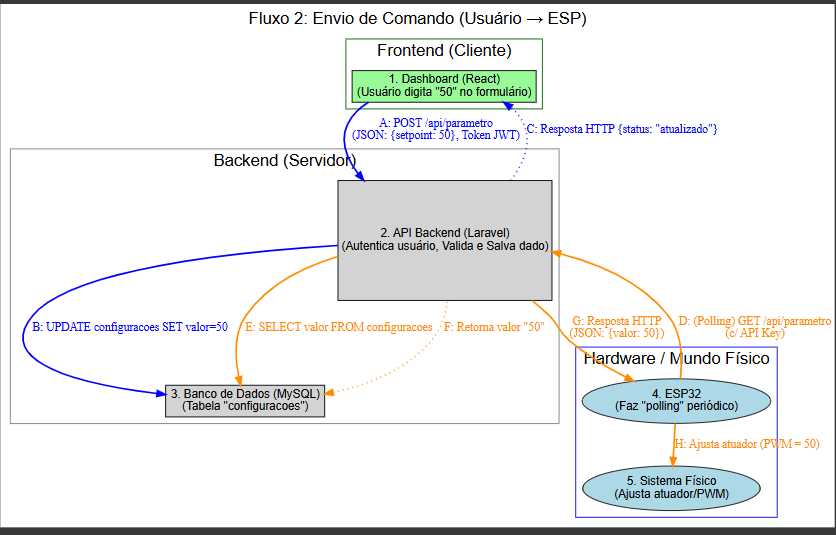 Fluxo 2: Envio de Comando (Usuário → ESP)
Frontend (Cliente)
1. Dashboard (React)
(Usuário digita "50" no formulário)
A: POST /api/parametro
(JSON: {setpoint: 50}, Token JWT)
C: Resposta HTTP {status: "atualizado"}
Backend (Servidor)
2. API Backend (Laravel)
(Autentica usuário, Valida e Salva dado)
B: UPDATE configuracoes SET valor=50
E: SELECT valor FROM configuracoes
F: Retorna valor "50"
G: Resposta HTTP
(JSON: {valor: 50})
D: (Polling) GET /api/parametro
(c/ API Key)
Hardware / Mundo Físico
3. Banco de Dados (MySQL)
(Tabela "configuracoes")
4. ESP32
(Faz "polling" periódico)
H: Ajusta atuador (PWM = 50)
5. Sistema Físico
(Ajusta atuador/PWM)